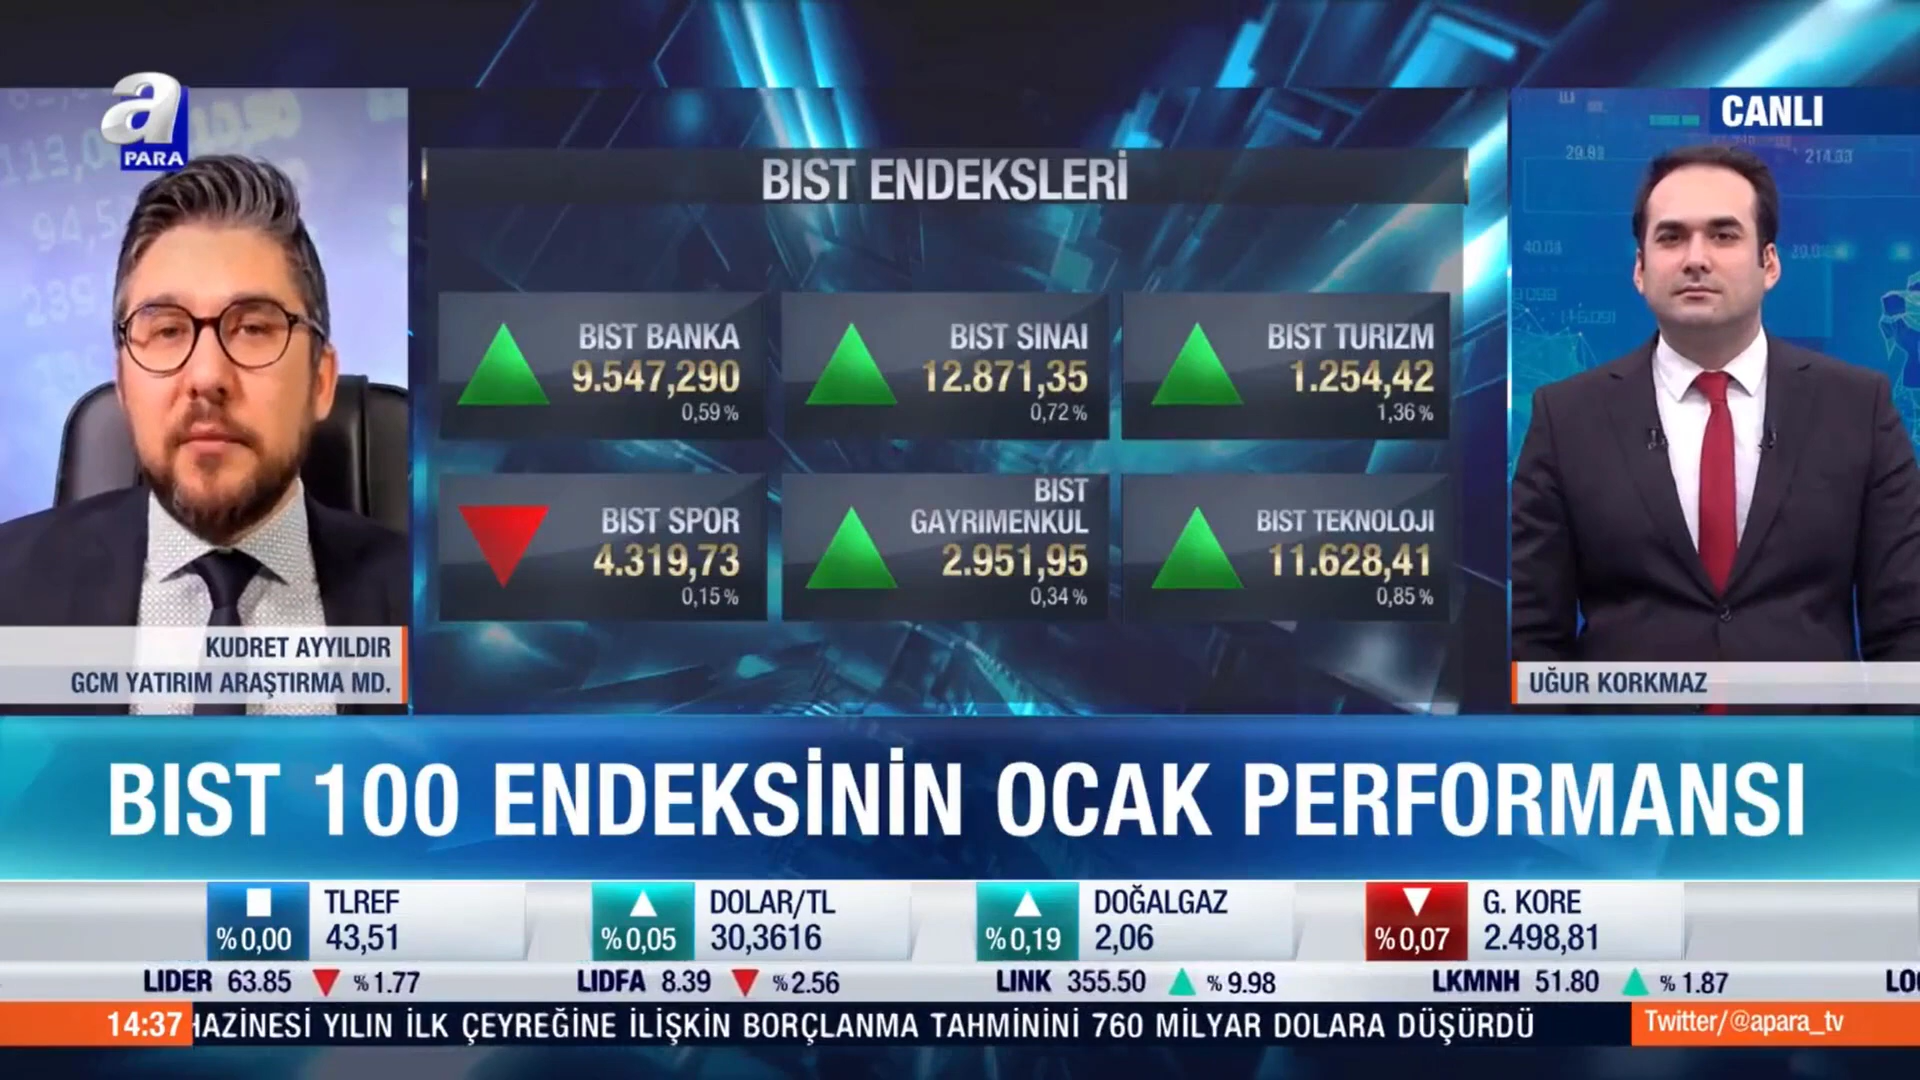 a
PARA
CANLI
BIST ENDEKSLERİ
BIST BANKA
9.547,290
0,59 %
BIST SINAI
12.871,35
0,72 %
BIST TURIZM
1.254,42
1,36 %
BIST SPOR
4.319,73
0,15 %
BIST
GAYRIMENKUL
2.951,95
0,34 %
BIST TEKNOLOJI
11.628,41
0,85 %
KUDRET AYYILDIR
GCM YATIRIM ARAŞTIRMA MD.
UĞUR KORKMAZ
BIST 100 ENDEKSİNİN OCAK PERFORMANSI
%0,00 TLREF 43,51
%0,05 DOLAR/TL 30,3616
%0,19 DOĞALGAZ 2,06
%0,07 G. KORE 2.498,81
LIDER 63.85 %1.77 LIDFA 8.39 %2.56 LINK 355.50 %9.98 LKMNH 51.80 %1.87
14:37 HAZİNESİ YILIN İLK ÇEYREĞİNE İLİŞKİN BORÇLANMA TAHMİNİNİ 760 MİLYAR DOLARA DÜŞÜRDÜ Twitter/@apara_tv